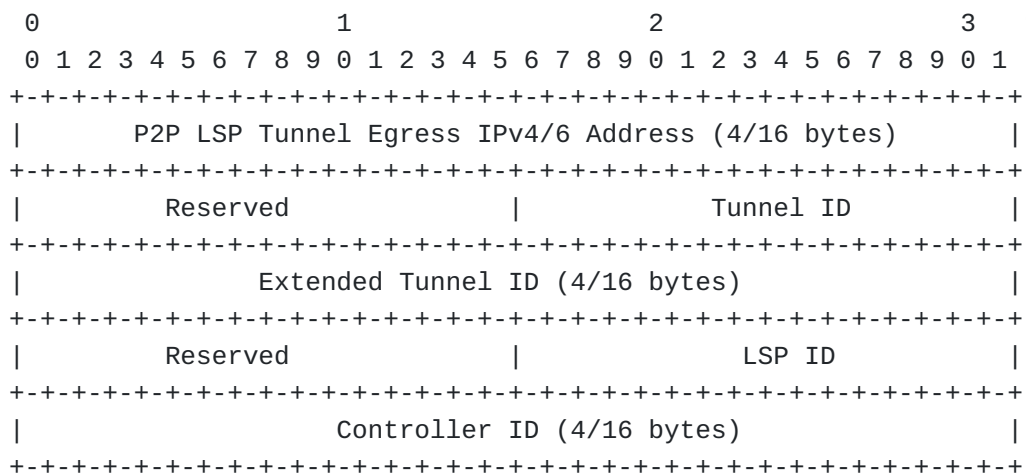 0                   1                   2                   3
0 1 2 3 4 5 6 7 8 9 0 1 2 3 4 5 6 7 8 9 0 1 2 3 4 5 6 7 8 9 0 1
+-+-+-+-+-+-+-+-+-+-+-+-+-+-+-+-+-+-+-+-+-+-+-+-+-+-+-+-+-+-+-+-+
|       P2P LSP Tunnel Egress IPv4/6 Address (4/16 bytes)       |
+-+-+-+-+-+-+-+-+-+-+-+-+-+-+-+-+-+-+-+-+-+-+-+-+-+-+-+-+-+-+-+-+
|         Reserved              |            Tunnel ID          |
+-+-+-+-+-+-+-+-+-+-+-+-+-+-+-+-+-+-+-+-+-+-+-+-+-+-+-+-+-+-+-+-+
|               Extended Tunnel ID (4/16 bytes)                 |
+-+-+-+-+-+-+-+-+-+-+-+-+-+-+-+-+-+-+-+-+-+-+-+-+-+-+-+-+-+-+-+-+
|         Reserved              |              LSP ID           |
+-+-+-+-+-+-+-+-+-+-+-+-+-+-+-+-+-+-+-+-+-+-+-+-+-+-+-+-+-+-+-+-+
|                    Controller ID (4/16 bytes)                 |
+-+-+-+-+-+-+-+-+-+-+-+-+-+-+-+-+-+-+-+-+-+-+-+-+-+-+-+-+-+-+-+-+